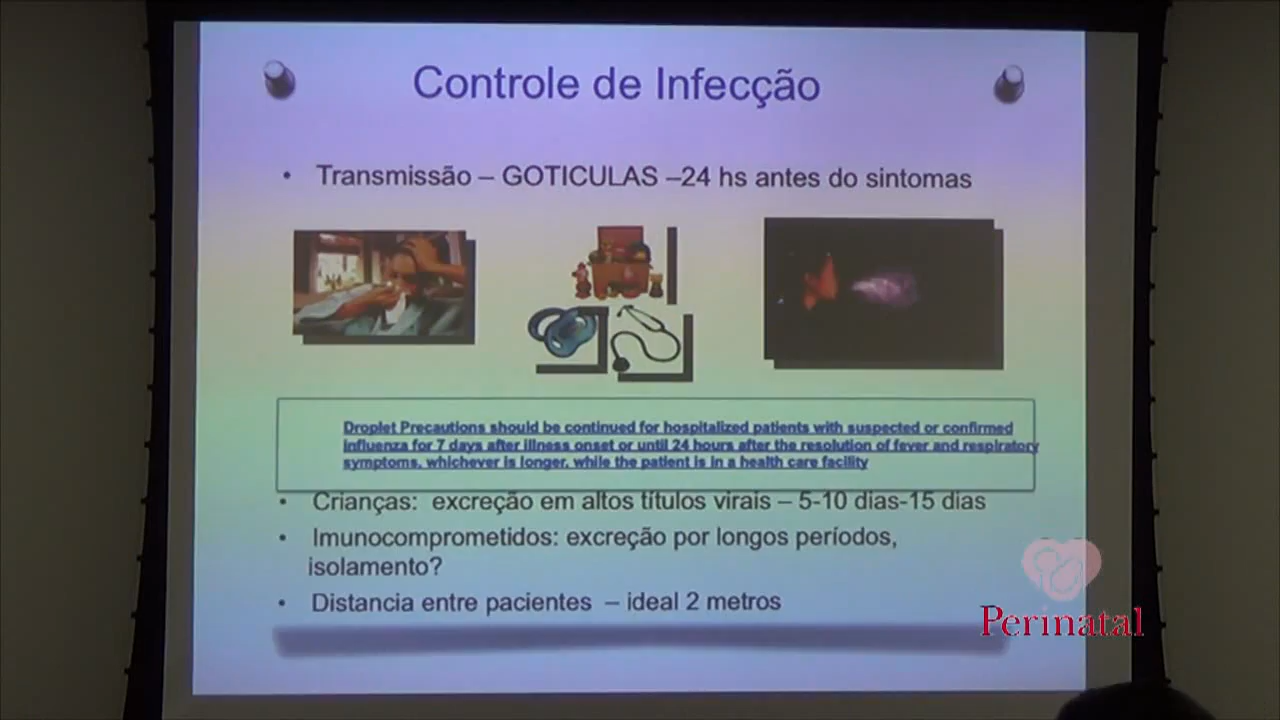 Controle de Infecção
• Transmissão – GOTICULAS –24 hs antes do sintomas
Droplet Precautions should be continued for hospitalized patients with suspected or confirmed
influenza for 7 days after illness onset or until 24 hours after the resolution of fever and respiratory
symptoms, whichever is longer, while the patient is in a health care facility
• Crianças: excreção em altos títulos virais – 5-10 dias-15 dias
• Imunocomprometidos: excreção por longos períodos,
isolamento?
• Distancia entre pacientes – ideal 2 metros
Perinatal